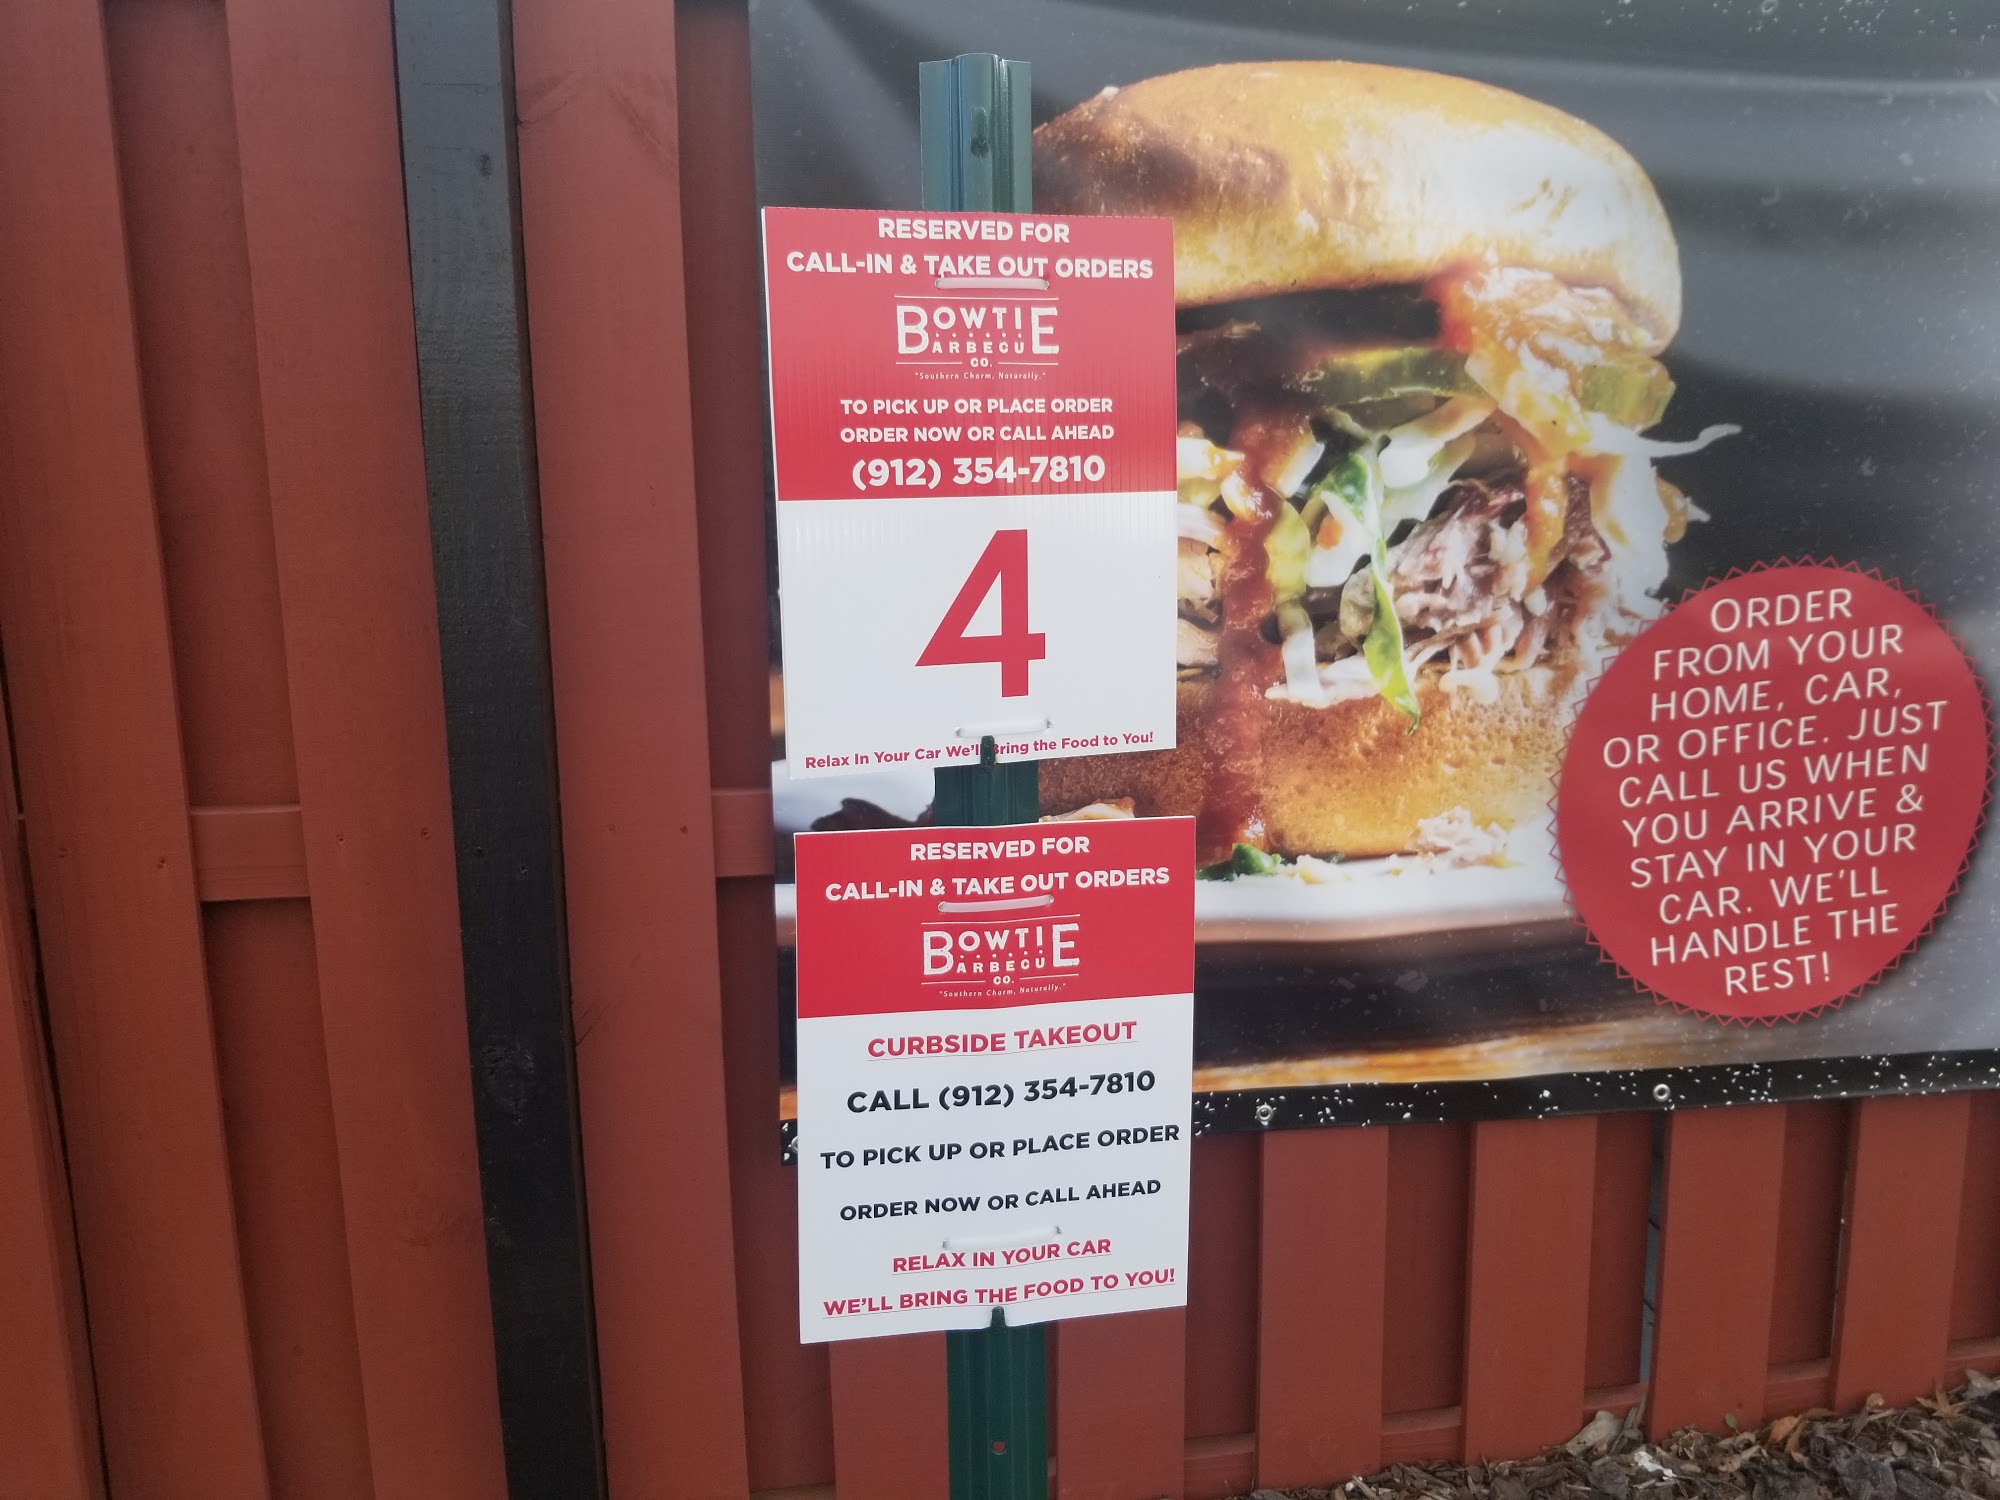 RESERVED FOR
CALL-IN & TAKE OUT ORDERS
BOWTIE
BARBECUE
CO.
"Southern Charm, Naturally."
TO PICK UP OR PLACE ORDER
ORDER NOW OR CALL AHEAD
(912) 354-7810
4
Relax In Your Car We'll Bring the Food to You!
RESERVED FOR
CALL-IN & TAKE OUT ORDERS
BOWTIE
BARBECUE
CO.
"Southern Charm, Naturally."
CURBSIDE TAKEOUT
CALL (912) 354-7810
TO PICK UP OR PLACE ORDER
ORDER NOW OR CALL AHEAD
RELAX IN YOUR CAR
WE'LL BRING THE FOOD TO YOU!
ORDER
FROM YOUR
HOME, CAR,
OR OFFICE. JUST
CALL US WHEN
YOU ARRIVE &
STAY IN YOUR
CAR. WE'LL
HANDLE THE
REST!